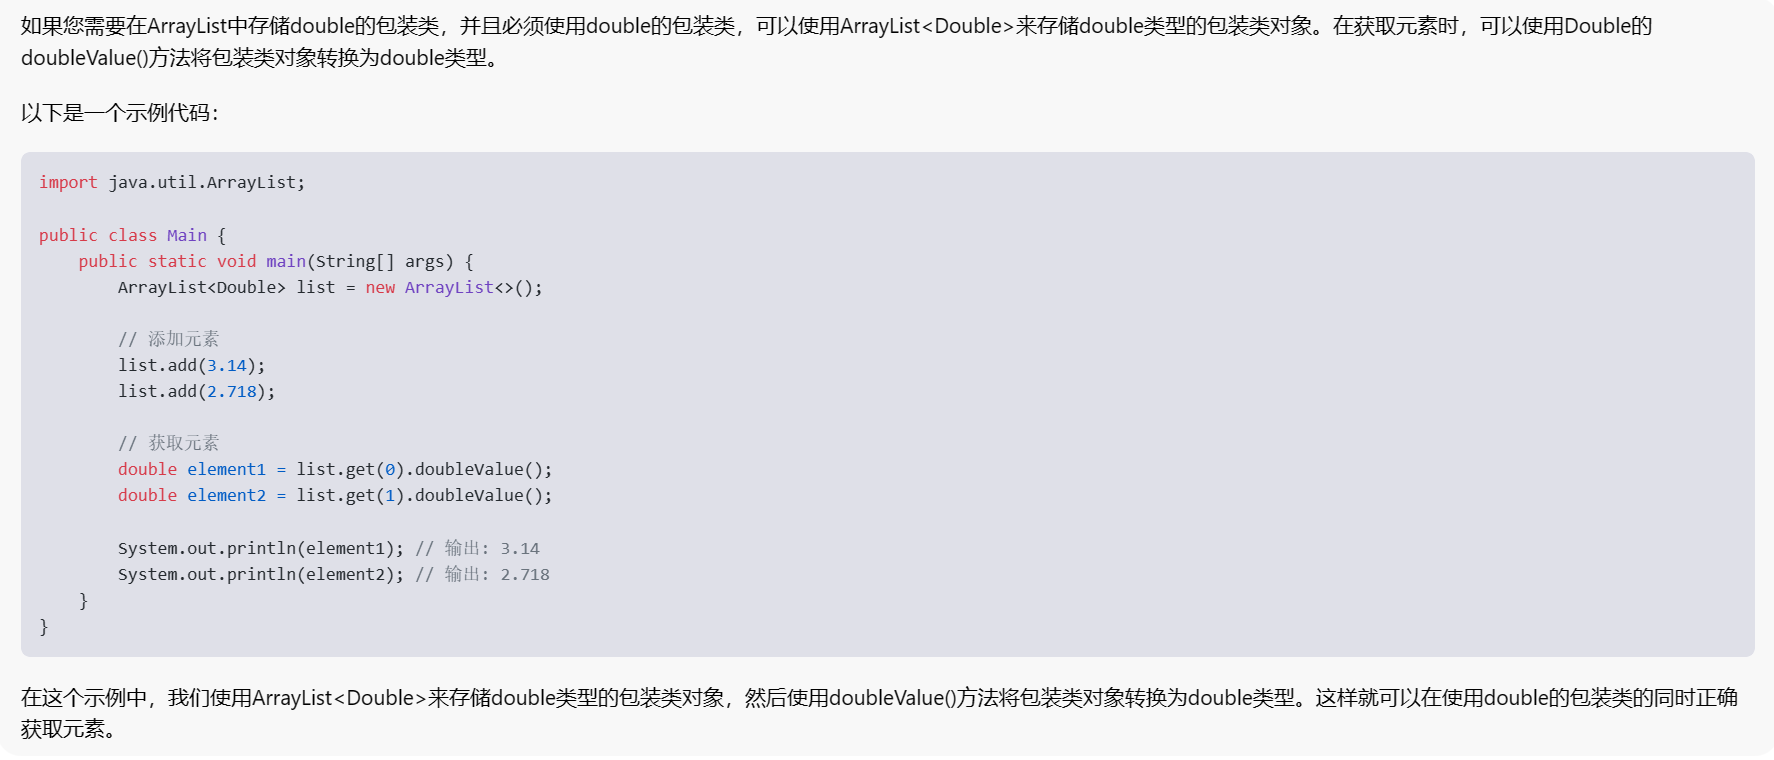 如果您需要在ArrayList中存储double的包装类，并且必须使用double的包装类，可以使用ArrayList<Double>来存储double类型的包装类对象。在获取元素时，可以使用Double的
doubleValue()方法将包装类对象转换为double类型。
以下是一个示例代码：
import java.util.ArrayList;
public class Main {
    public static void main(String[] args) {
        ArrayList<Double> list = new ArrayList<>();
        // 添加元素
        list.add(3.14);
        list.add(2.718);
        // 获取元素
        double element1 = list.get(0).doubleValue();
        double element2 = list.get(1).doubleValue();
        System.out.println(element1); // 输出: 3.14
        System.out.println(element2); // 输出: 2.718
    }
}
在这个示例中，我们使用ArrayList<Double>来存储double类型的包装类对象，然后使用doubleValue()方法将包装类对象转换为double类型。这样就可以在使用double的包装类的同时正确
获取元素。